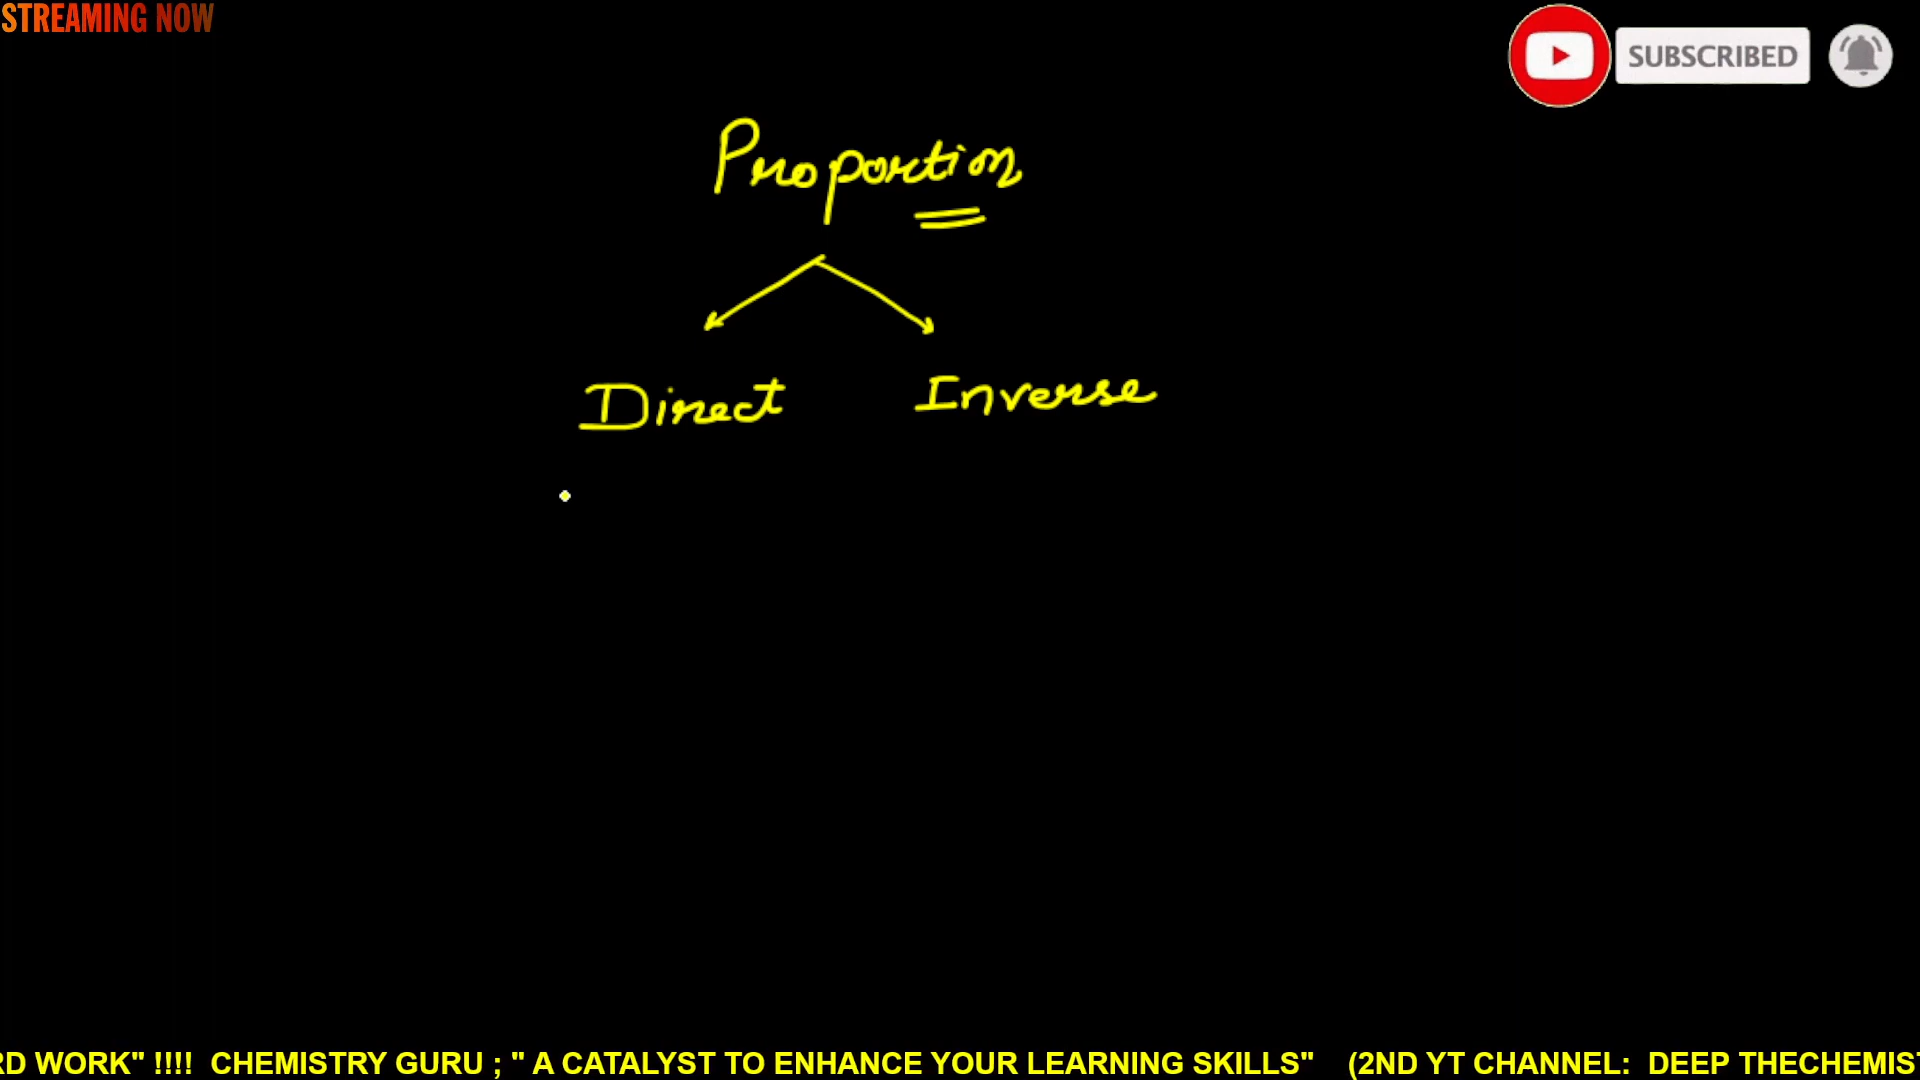 STREAMING NOW
SUBSCRIBED
Proportion
Direct Inverse
RD WORK" !!!! CHEMISTRY GURU ; " A CATALYST TO ENHANCE YOUR LEARNING SKILLS" (2ND YT CHANNEL: DEEP THECHEMIS